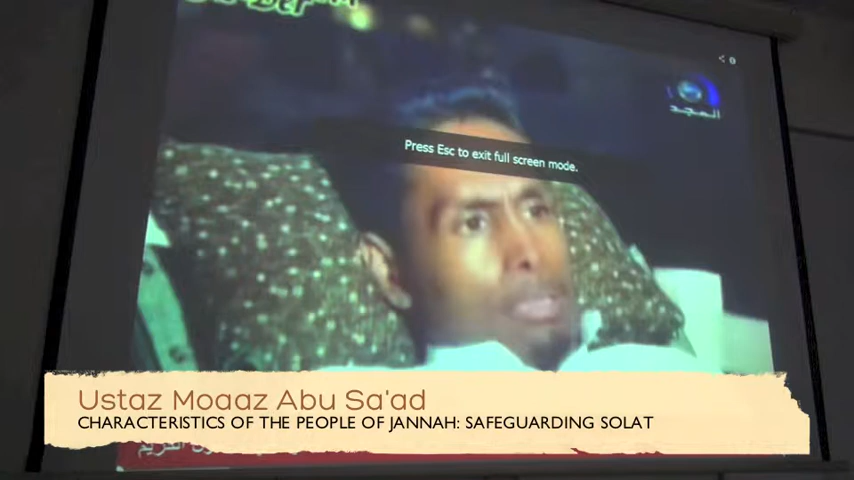 Press Esc to exit full screen mode.
المجد
Ustaz Moaaz Abu Sa'ad
CHARACTERISTICS OF THE PEOPLE OF JANNAH: SAFEGUARDING SOLAT